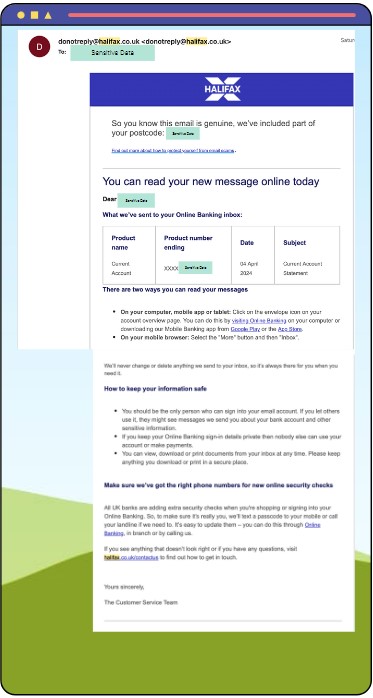 D
donotreply@halifax.co.uk <donotreply@halifax.co.uk>
Satur
To: Sensitive Data
HALIFAX
So you know this email is genuine, we've included part of
your postcode: Sensitive Data
Find out more about how to protect yourself from email scams.
You can read your new message online today
Dear Sensitive Data
What we've sent to your Online Banking inbox:
Product name
Product number ending
Date
Subject
Current Account
XXXX Sensitive Data
04 April 2024
Current Account Statement
There are two ways you can read your messages
• On your computer, mobile app or tablet: Click on the envelope icon on your
account overview page. You can do this by visiting Online Banking on your computer or
downloading our Mobile Banking app from Google Play or the App Store.
• On your mobile browser: Select the "More" button and then "Inbox".
We'll never change or delete anything we send to your inbox, so it's always there for you when you
need it.
How to keep your information safe
• You should be the only person who can sign into your email account. If you let others
use it, they might see messages we send you about your bank account and other
sensitive information.
• If you keep your Online Banking sign-in details private then nobody else can use your
account or make payments.
• You can view, download or print documents from your inbox at any time. Please keep
anything you download or print in a secure place.
Make sure we've got the right phone numbers for new online security checks
All UK banks are adding extra security checks when you're shopping or signing into your
Online Banking. So, to make sure it's really you, we'll text a passcode to your mobile or call
your landline if we need to. It's easy to update them – you can do this through Online
Banking, in branch or by calling us.
If you see anything that doesn't look right or if you have any questions, visit
halifax.co.uk/contactus to find out how to get in touch.
Yours sincerely,
The Customer Service Team